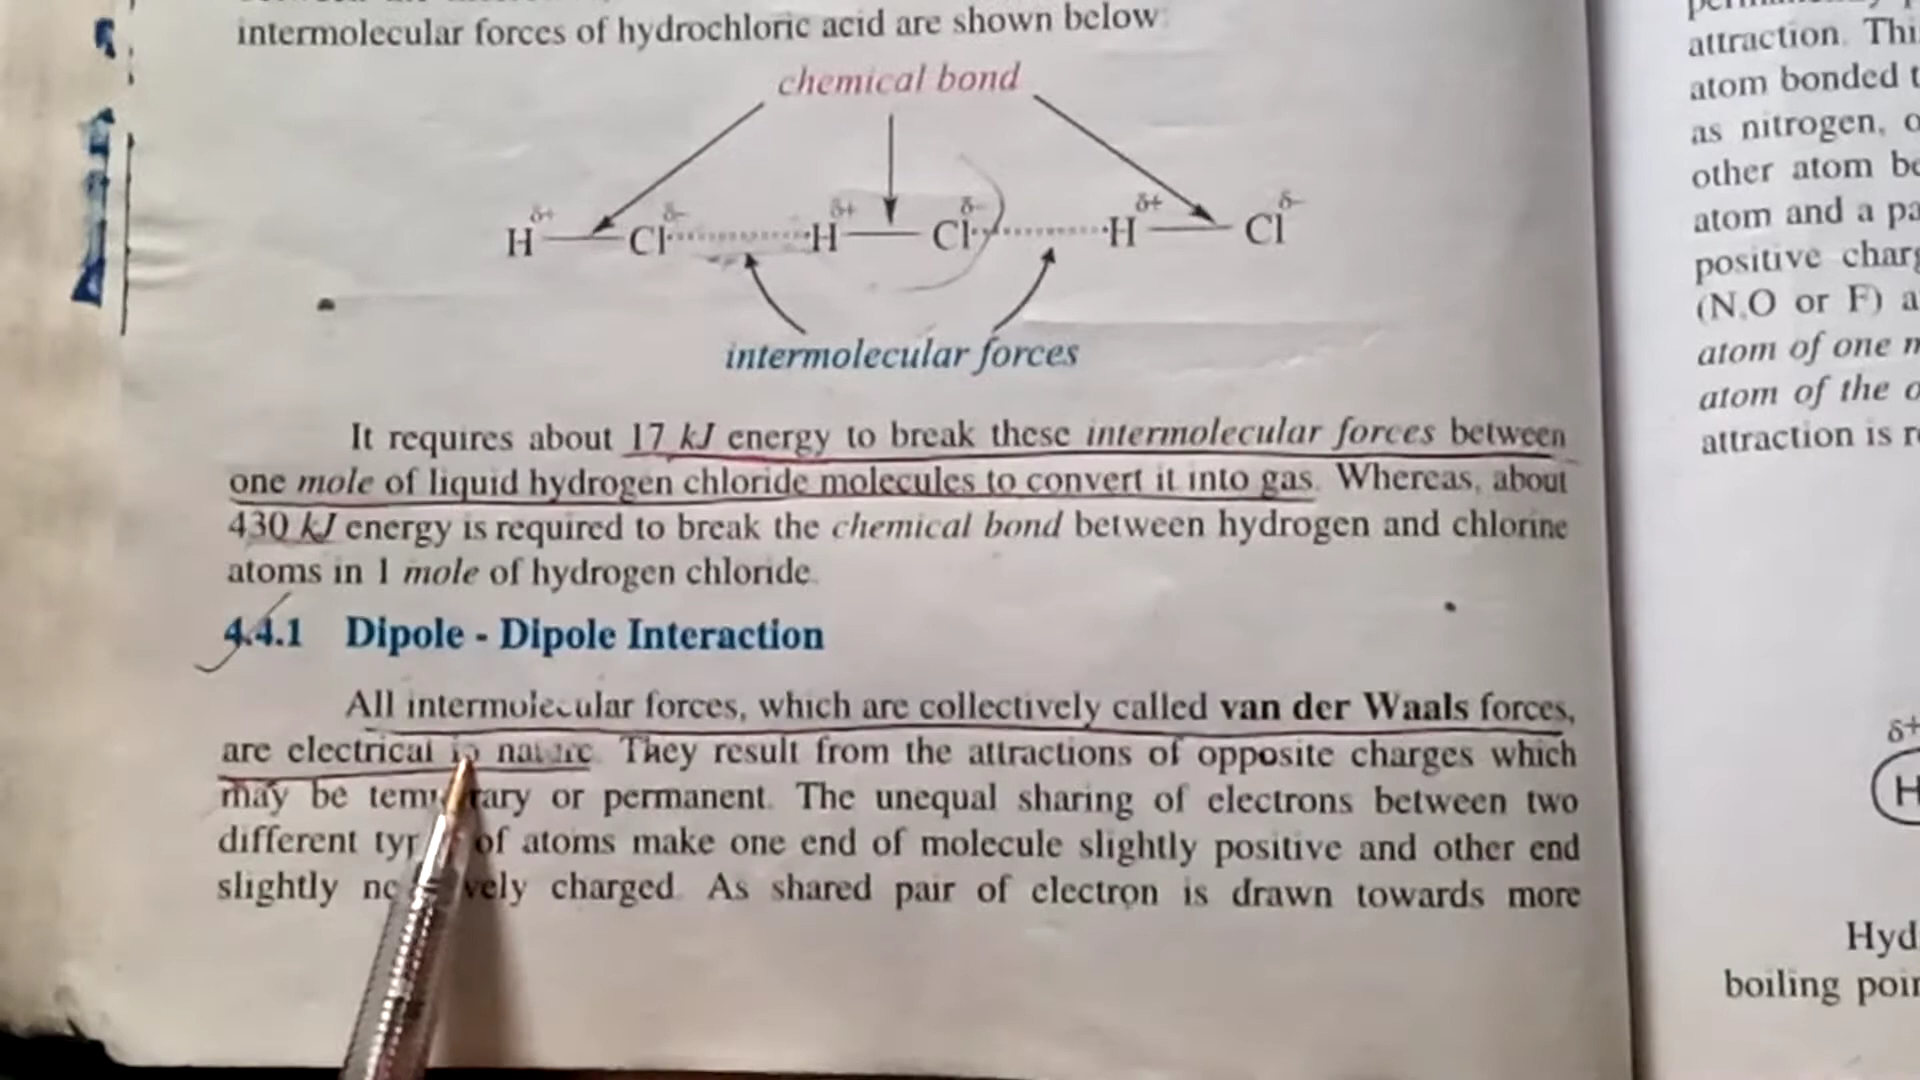 intermolecular forces of hydrochloric acid are shown below
chemical bond
H δ+ Cl δ- H δ+ Cl δ- H δ+ Cl δ-
intermolecular forces
It requires about 17 kJ energy to break these intermolecular forces between
one mole of liquid hydrogen chloride molecules to convert it into gas. Whereas, about
430 kJ energy is required to break the chemical bond between hydrogen and chlorine
atoms in 1 mole of hydrogen chloride.
4.4.1 Dipole - Dipole Interaction
All intermolecular forces, which are collectively called van der Waals forces,
are electrical in nature. They result from the attractions of opposite charges which
may be or permanent. The unequal sharing of electrons between two
different of atoms make one end of molecule slightly positive and other end
slightly charged. As shared pair of electron is drawn towards more
attraction. Thi
atom bonded t
as nitrogen, o
other atom be
atom and a pa
positive charg
(N,O or F) a
atom of one m
atom of the o
attraction is r
δ+
H
Hyd
boiling poin